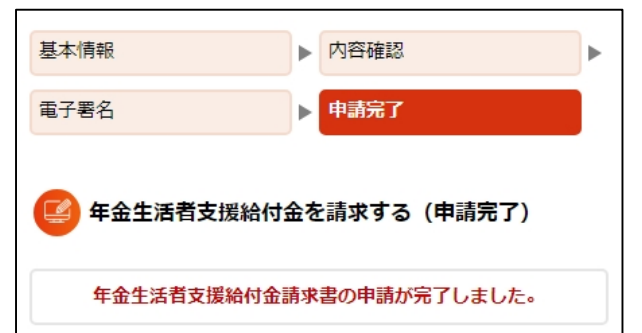 基本情報 ▶ 内容確認 ▶
電子署名 ▶ 申請完了
年金生活者支援給付金を請求する（申請完了）
年金生活者支援給付金請求書の申請が完了しました。